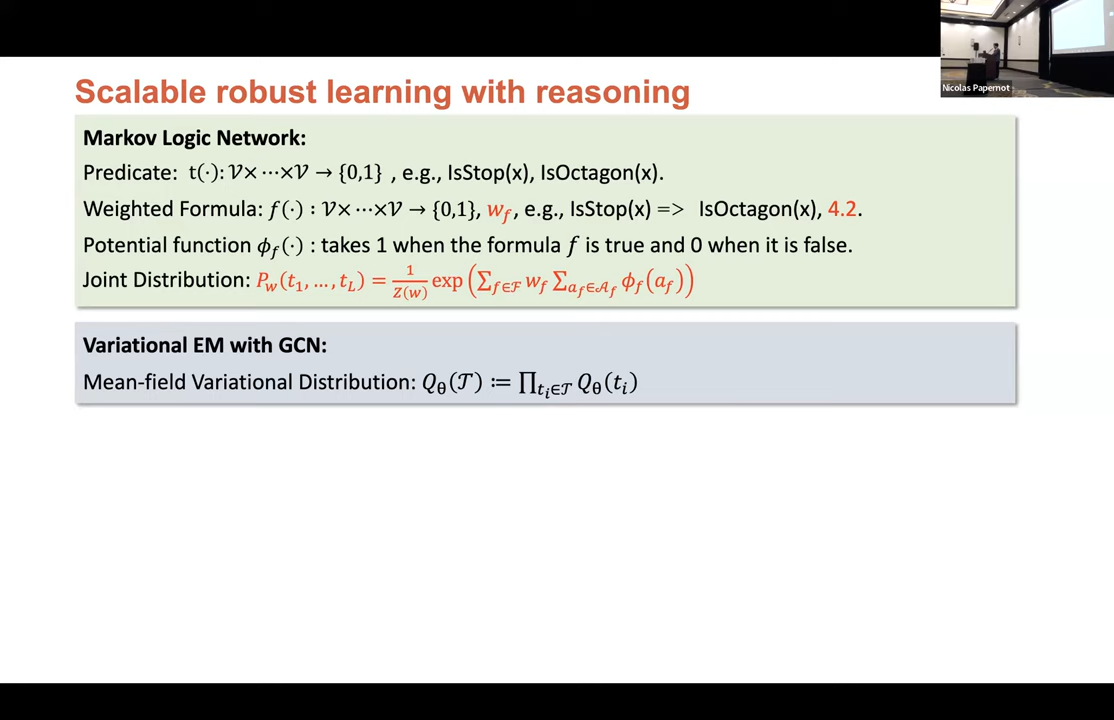 Nicolas Papernot
Scalable robust learning with reasoning
Markov Logic Network:
Predicate: t(·): 𝒱× ⋯×𝒱 → {0,1} , e.g., IsStop(x), IsOctagon(x).
Weighted Formula: f(·) : 𝒱× ⋯×𝒱 → {0,1}, w_f, e.g., IsStop(x) => IsOctagon(x), 4.2.
Potential function ϕ_f(·) : takes 1 when the formula f is true and 0 when it is false.
Joint Distribution: P_w(t_1, …, t_L) = 1/Z(w) exp(∑_{f∈ℱ} w_f ∑_{a_f∈𝒜_f} ϕ_f(a_f))
Variational EM with GCN:
Mean-field Variational Distribution: Q_θ(𝒯) ≔ ∏_{t_i∈𝒯} Q_θ(t_i)